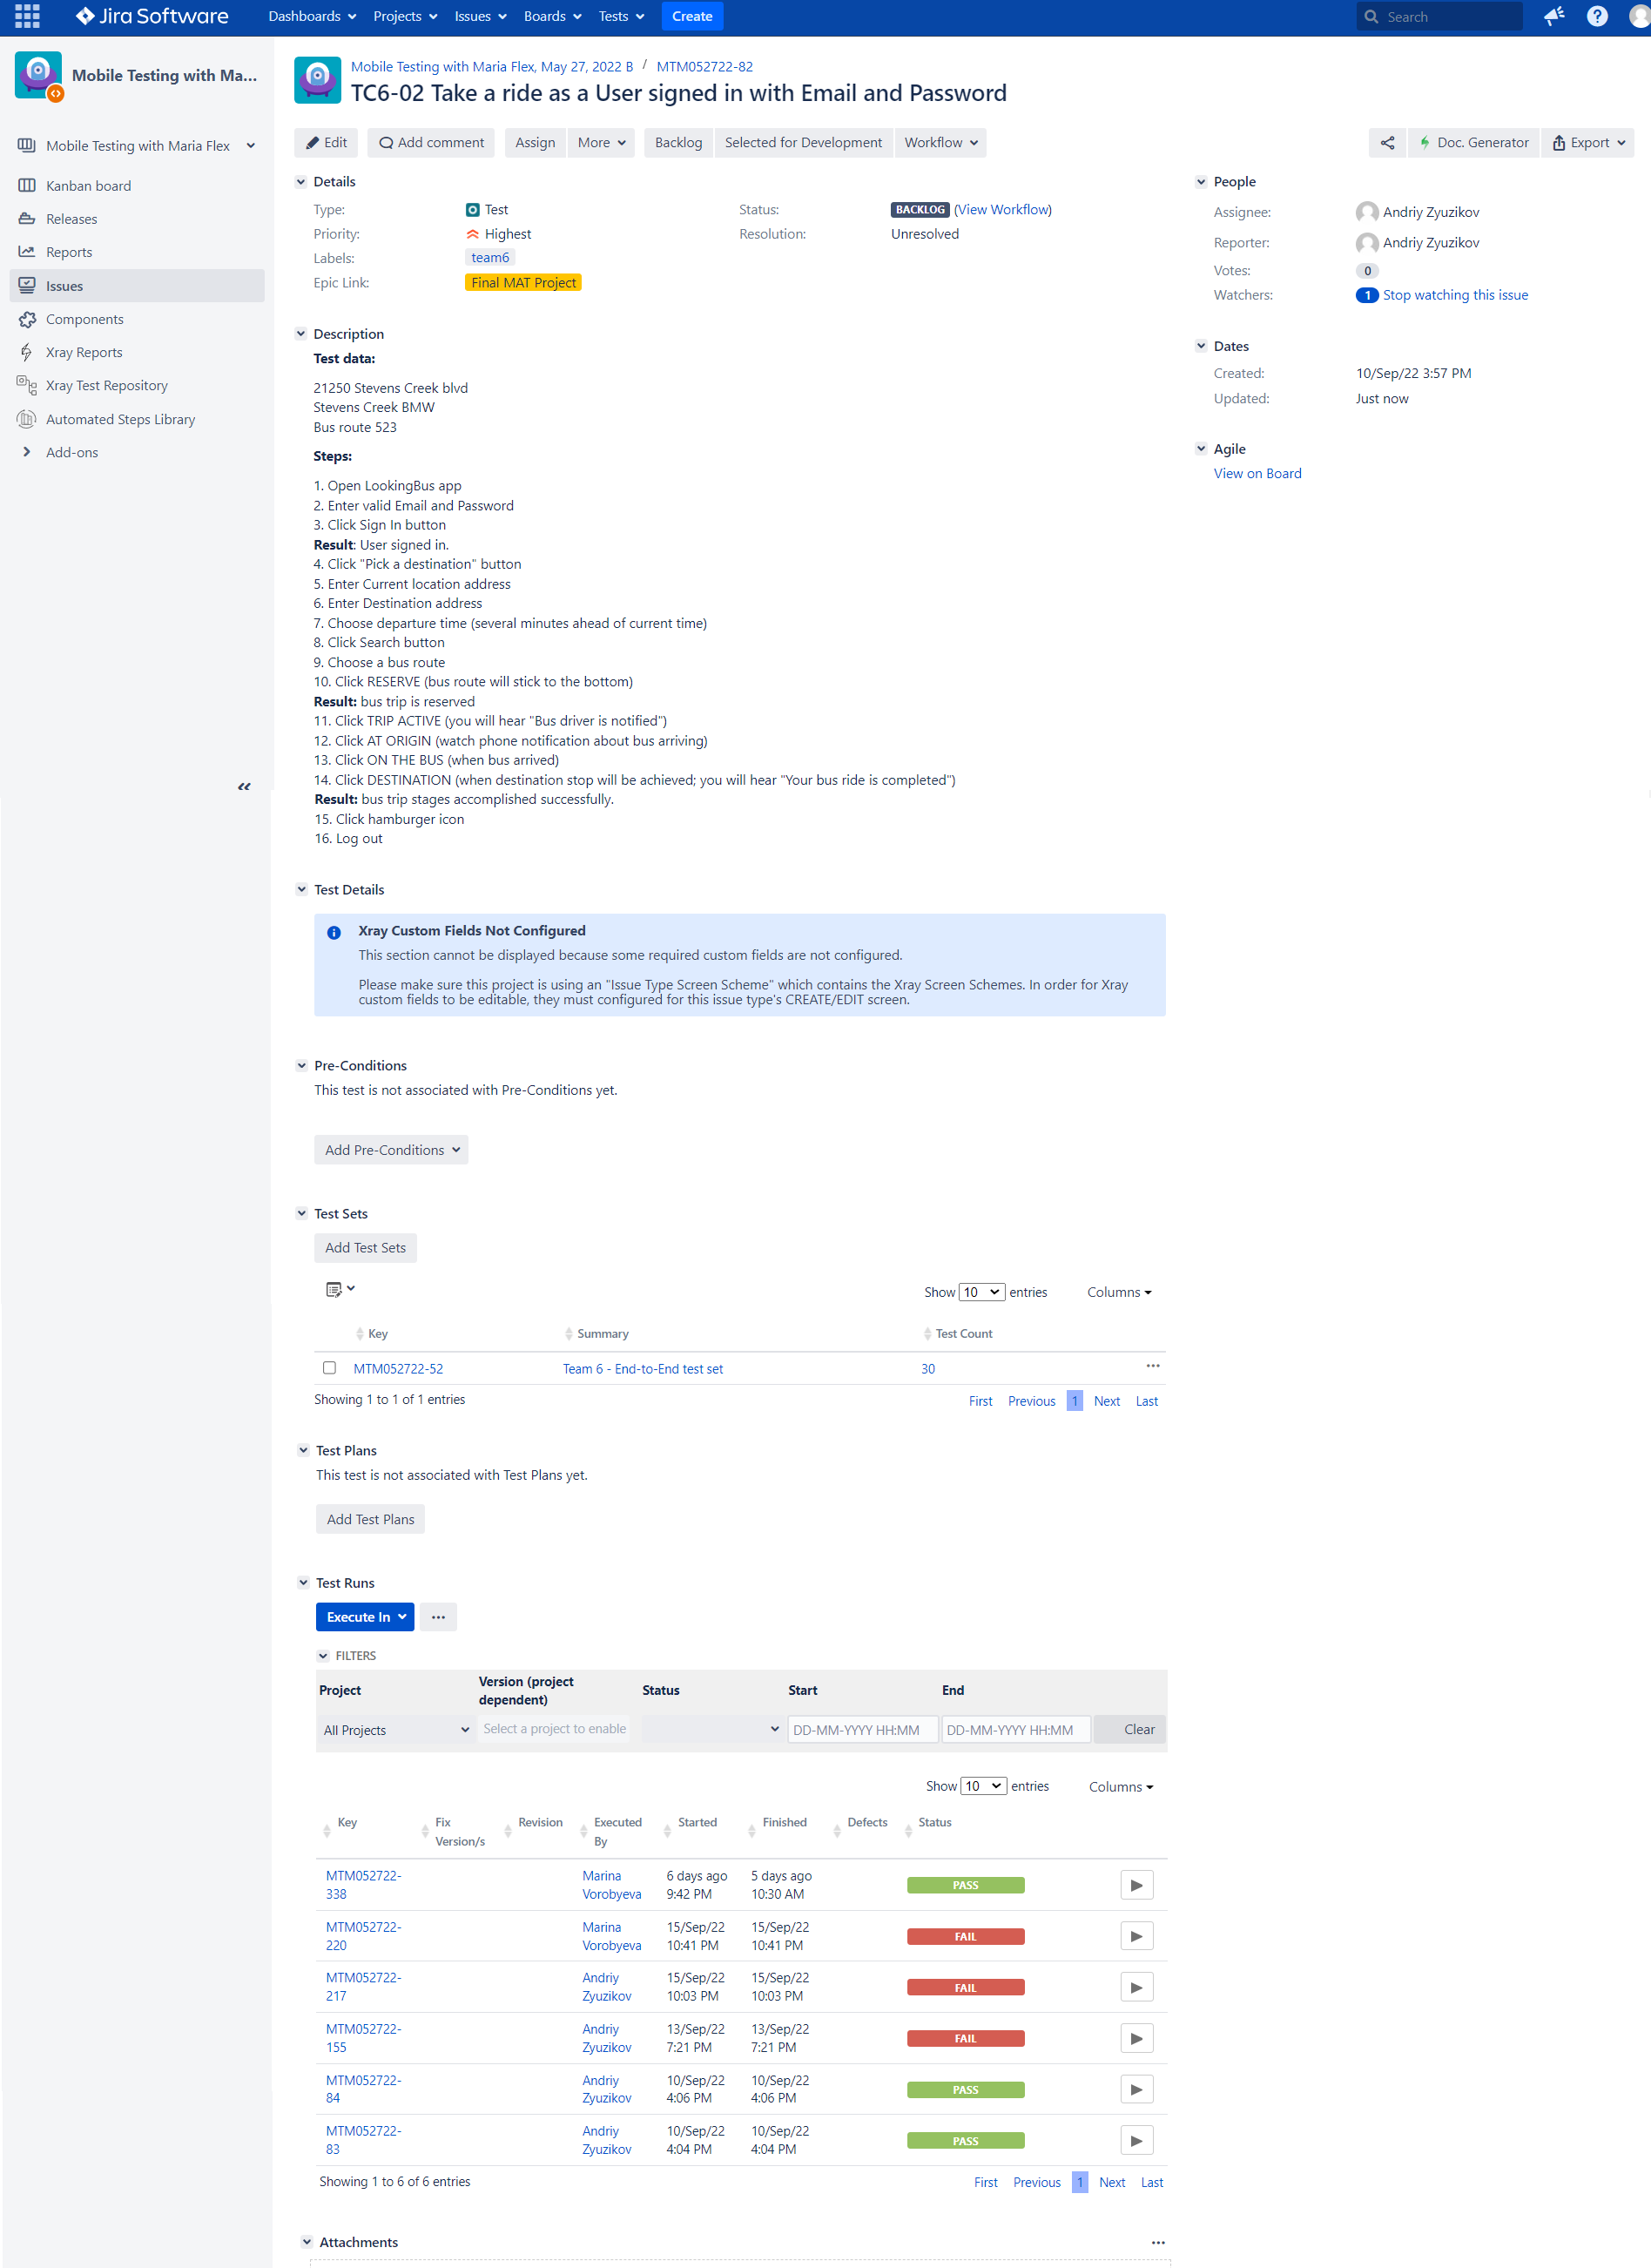 Jira Software
Dashboards
Projects
Issues
Boards
Tests
Create
Search
Mobile Testing with Ma...
Mobile Testing with Maria Flex
Kanban board
Releases
Reports
Issues
Components
Xray Reports
Xray Test Repository
Automated Steps Library
Add-ons
Mobile Testing with Maria Flex, May 27, 2022 B / MTM052722-82
TC6-02 Take a ride as a User signed in with Email and Password
Edit
Add comment
Assign
More
Backlog
Selected for Development
Workflow
Doc. Generator
Export
Details
Type: Test
Status: BACKLOG (View Workflow)
Priority: Highest
Resolution: Unresolved
Labels: team6
Epic Link: Final MAT Project
People
Assignee: Andriy Zyuzikov
Reporter: Andriy Zyuzikov
Votes: 0
Watchers: 1 Stop watching this issue
Dates
Created: 10/Sep/22 3:57 PM
Updated: Just now
Agile
View on Board
Description
Test data:
21250 Stevens Creek blvd
Stevens Creek BMW
Bus route 523
Steps:
1. Open LookingBus app
2. Enter valid Email and Password
3. Click Sign In button
Result: User signed in.
4. Click "Pick a destination" button
5. Enter Current location address
6. Enter Destination address
7. Choose departure time (several minutes ahead of current time)
8. Click Search button
9. Choose a bus route
10. Click RESERVE (bus route will stick to the bottom)
Result: bus trip is reserved
11. Click TRIP ACTIVE (you will hear "Bus driver is notified")
12. Click AT ORIGIN (watch phone notification about bus arriving)
13. Click ON THE BUS (when bus arrived)
14. Click DESTINATION (when destination stop will be achieved; you will hear "Your bus ride is completed")
Result: bus trip stages accomplished successfully.
15. Click hamburger icon
16. Log out
Test Details
Xray Custom Fields Not Configured
This section cannot be displayed because some required custom fields are not configured.
Please make sure this project is using an "Issue Type Screen Scheme" which contains the Xray Screen Schemes. In order for Xray
custom fields to be editable, they must configured for this issue type's CREATE/EDIT screen.
Pre-Conditions
This test is not associated with Pre-Conditions yet.
Add Pre-Conditions
Test Sets
Add Test Sets
Show 10 entries Columns
Key Summary Test Count
MTM052722-52 Team 6 - End-to-End test set 30 ...
Showing 1 to 1 of 1 entries First Previous 1 Next Last
Test Plans
This test is not associated with Test Plans yet.
Add Test Plans
Test Runs
Execute In ...
FILTERS
Project
Version (project
dependent)
Status
Start
End
All Projects
Select a project to enable
DD-MM-YYYY HH:MM
DD-MM-YYYY HH:MM
Clear
Show 10 entries Columns
Key
Fix
Version/s
Revision
Executed
By
Started
Finished
Defects
Status
MTM052722-
338
Marina
Vorobyeva
6 days ago
9:42 PM
5 days ago
10:30 AM
PASS
MTM052722-
220
Marina
Vorobyeva
15/Sep/22
10:41 PM
15/Sep/22
10:41 PM
FAIL
MTM052722-
217
Andriy
Zyuzikov
15/Sep/22
10:03 PM
15/Sep/22
10:03 PM
FAIL
MTM052722-
155
Andriy
Zyuzikov
13/Sep/22
7:21 PM
13/Sep/22
7:21 PM
FAIL
MTM052722-
84
Andriy
Zyuzikov
10/Sep/22
4:06 PM
10/Sep/22
4:06 PM
PASS
MTM052722-
83
Andriy
Zyuzikov
10/Sep/22
4:04 PM
10/Sep/22
4:04 PM
PASS
Showing 1 to 6 of 6 entries First Previous 1 Next Last
Attachments ...